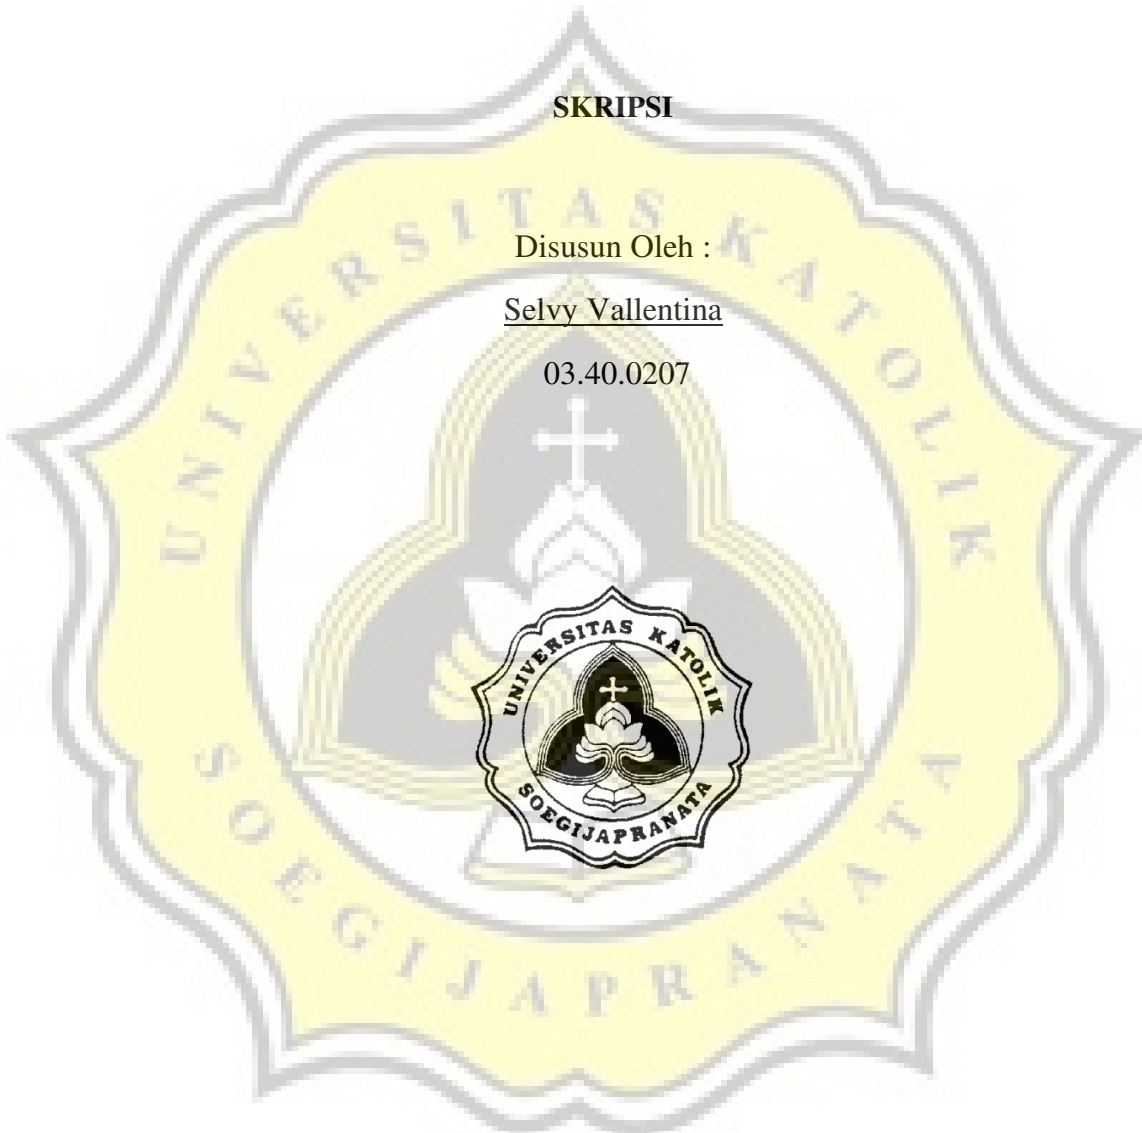 SKRIPSI
Disusun Oleh :
Selvy Vallentina
03.40.0207
UNIVERSITAS KATOLIK
SOEGIJAPRANATA
UNIVERSITAS KATOLIK
SOEGIJAPRANATA